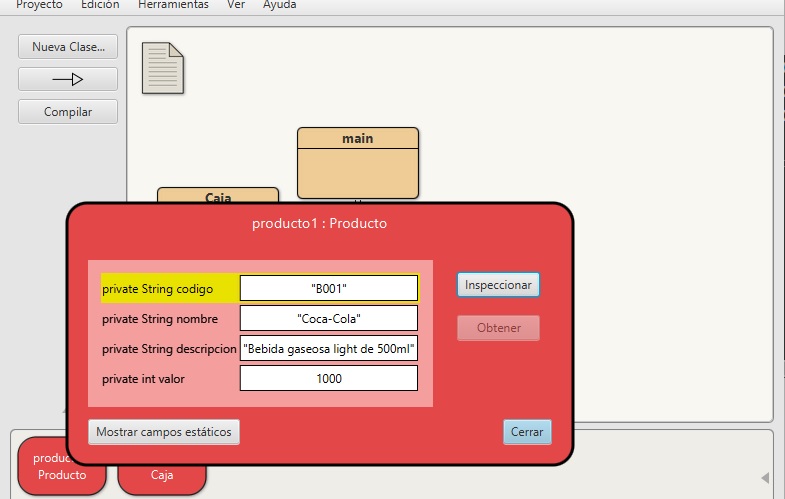 Proyecto Edición Herramientas Ver Ayuda
Nueva Clase...
Compilar
main
Caja
producto1 : Producto
private String codigo "B001"
private String nombre "Coca-Cola"
private String descripcion "Bebida gaseosa light de 500ml"
private int valor 1000
Inspeccionar
Obtener
Mostrar campos estáticos
Cerrar
Producto
Caja